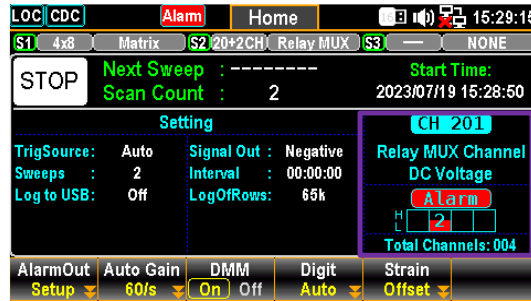 LOC CDC Alarm Home 15:29:15
S1 4x8 Matrix S2 20+2CH Relay MUX S3 — NONE
STOP
Next Sweep : --------
Scan Count : 2
Start Time:
2023/07/19 15:28:50
Setting
TrigSource: Auto Signal Out : Negative
Sweeps : 2 Interval : 00:00:00
Log to USB: Off LogOfRows: 65k
CH 201
Relay MUX Channel
DC Voltage
Alarm
H
L
2
Total Channels: 004
AlarmOut Auto Gain DMM Digit Strain
Setup 60/s On Off Auto Offset